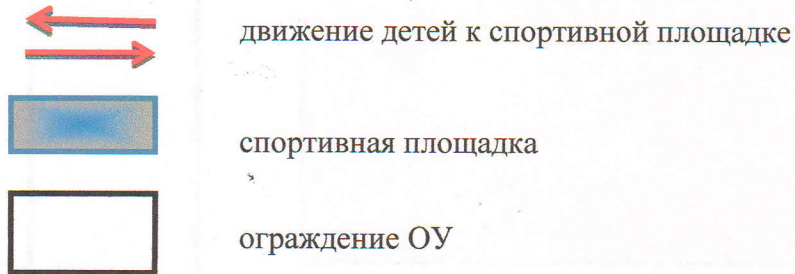 движение детей к спортивной площадке
спортивная площадка
ограждение ОУ